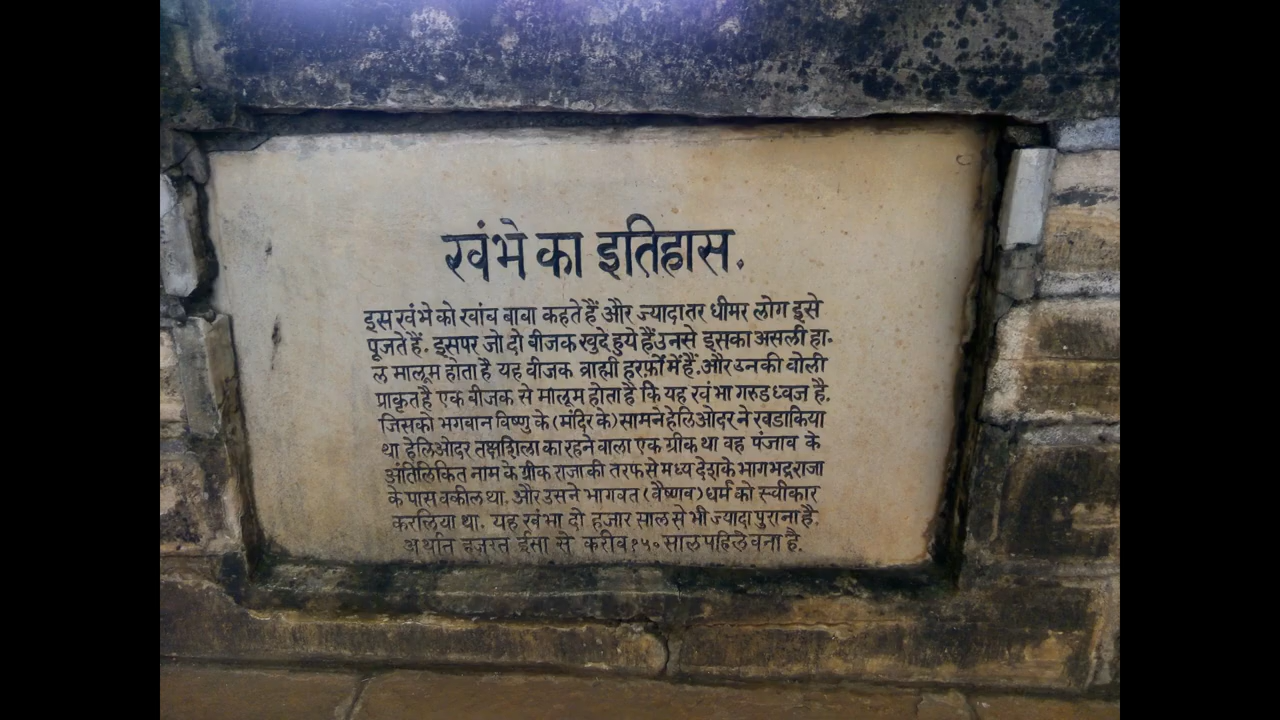 खंभे का इतिहास.
इस खंभे को खांब बाबा कहते हैं और ज्यादातर धीमर लोग इसे
पूजते हैं. इसपर जो दो बीजक खुदे हुये हैं उनसे इसका असली हा-
ल मालूम होता है यह बीजक ब्राह्मी हरफ़ों में हैं. और उनकी बोली
प्राकृत है एक बीजक से मालूम होता है कि यह खंभा गरुडध्वज है.
जिसको भगवान विष्णु के (मंदिर के) सामने हेलिओदर ने खडा किया
था हेलिओदर तक्षशिला का रहने वाला एक ग्रीक था वह पंजाब के
अंतिलिकित नाम के ग्रीक राजा की तरफ से मध्य देश के भागभद्र राजा
के पास वकील था. और उसने भागवत (वैष्णव) धर्म को स्वीकार
कर लिया था. यह खंभा दो हजार साल से भी ज्यादा पुराना है.
अर्थात हजरत ईसा से करीब १५० साल पहिले बना है.